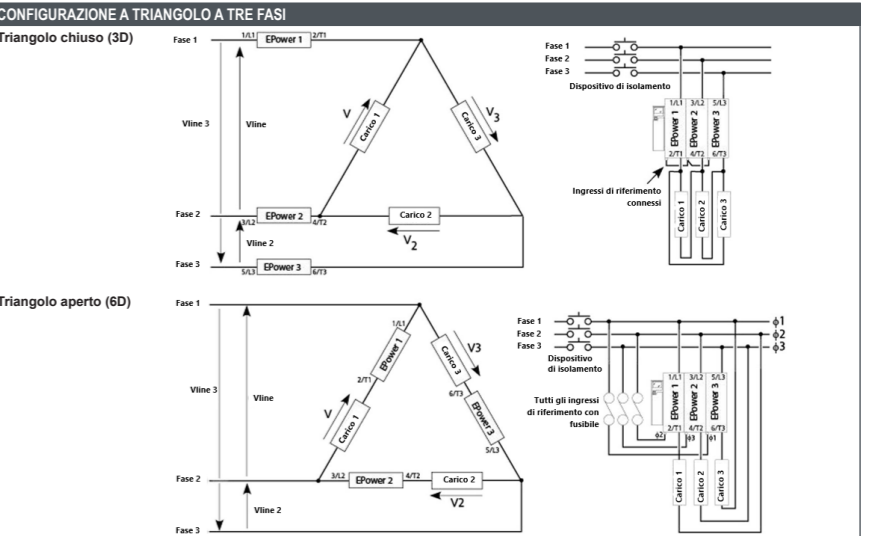 CONFIGURAZIONE A TRIANGOLO A TRE FASI
Triangolo chiuso (3D)
Fase 1
1/L1
EPower 1
2/T1
Vline 3
Vline
V
Carico 1
V3
Carico 3
Fase 2
3/L2
EPower 2
4/T2
Carico 2
V2
Vline 2
Fase 3
5/L3
EPower 3
6/T3
Fase 1
Fase 2
Fase 3
Dispositivo di isolamento
1/L1 3/L2 5/L3
EPower 1
EPower 2
EPower 3
2/T1 4/T2 6/T3
Ingressi di riferimento
connessi
Carico 1
Carico 2
Carico 3
Triangolo aperto (6D)
Fase 1
1/L1
EPower 1
2/T1
Vline 3
Vline
V
Carico 1
V3
Carico 3
6/T3
EPower 3
5/L3
Fase 2
3/L2
EPower 2
4/T2
Carico 2
V2
Vline 2
Fase 3
Fase 1
ϕ1
Fase 2
ϕ2
Fase 3
ϕ3
Dispositivo
di isolamento
Tutti gli ingressi
di riferimento con
fusibile
1/L1 3/L2 5/L3
EPower 1
EPower 2
EPower 3
2/T1 4/T2 6/T3
ϕ2 ϕ3 ϕ1
Carico 1
Carico 2
Carico 3